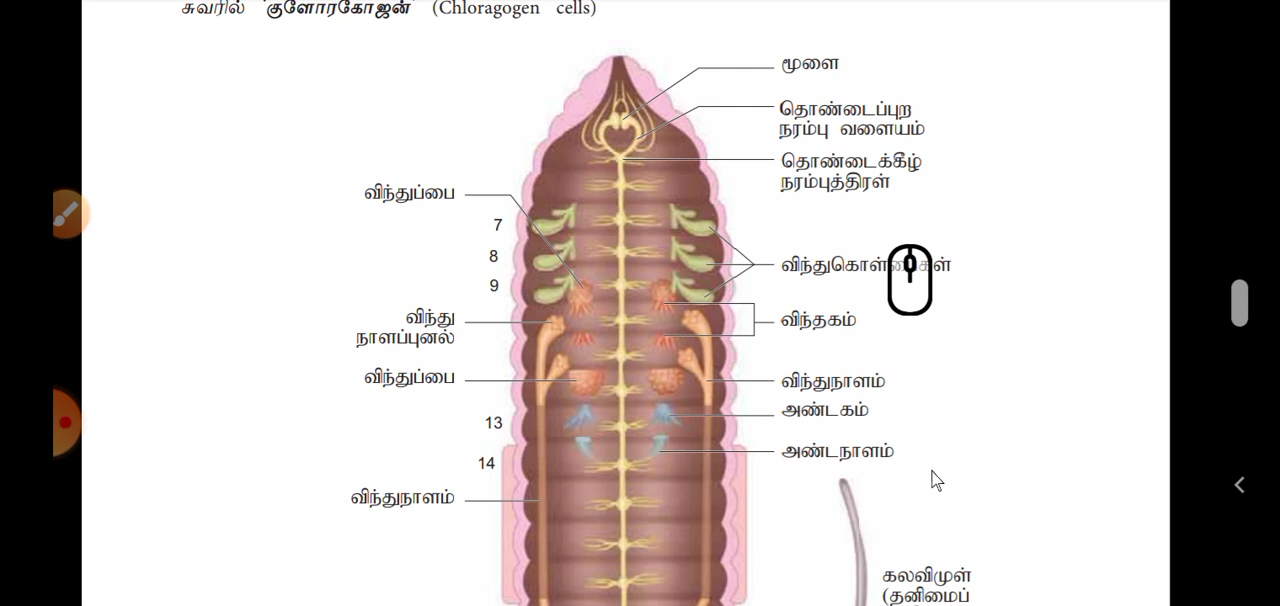 சுவரில் 'குளோரகோஜன்' (Chloragogen cells)
மூளை
தொண்டைப்புற
நரம்பு வளையம்
தொண்டைக்கீழ்
நரம்புத்திரள்
விந்துப்பை
7
8
விந்துகொள்பைகள்
9
விந்து
நாளப்புனல்
விந்தகம்
விந்துப்பை
விந்துநாளம்
அண்டகம்
13
அண்டநாளம்
14
விந்துநாளம்
கலவிமுள்
(தனிமைப்